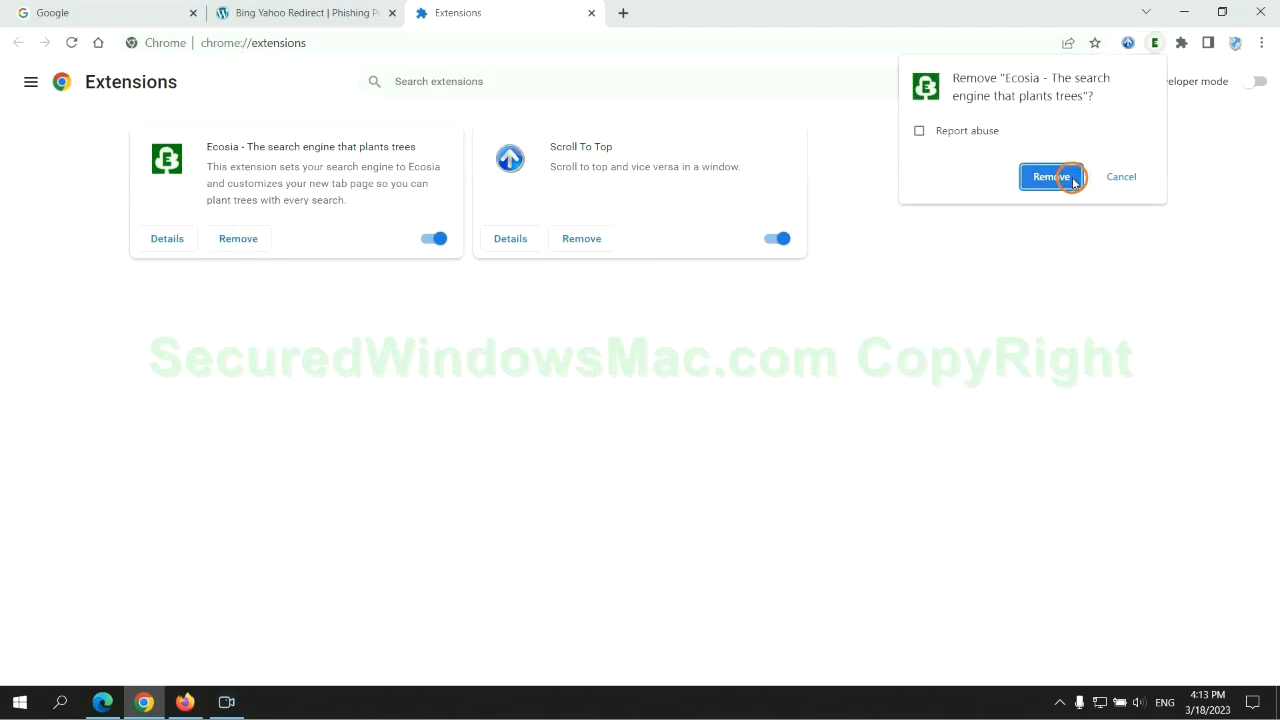 Google
Bing Yahoo Redirect | Phishing Po
Extensions
Chrome | chrome://extensions
Extensions
Search extensions
eloper mode
Remove "Ecosia - The search
engine that plants trees"?
Report abuse
Remove
Cancel
Ecosia - The search engine that plants trees
This extension sets your search engine to Ecosia
and customizes your new tab page so you can
plant trees with every search.
Details
Remove
Scroll To Top
Scroll to top and vice versa in a window.
Details
Remove
SecuredWindowsMac.com CopyRight
ENG
4:13 PM
3/18/2023